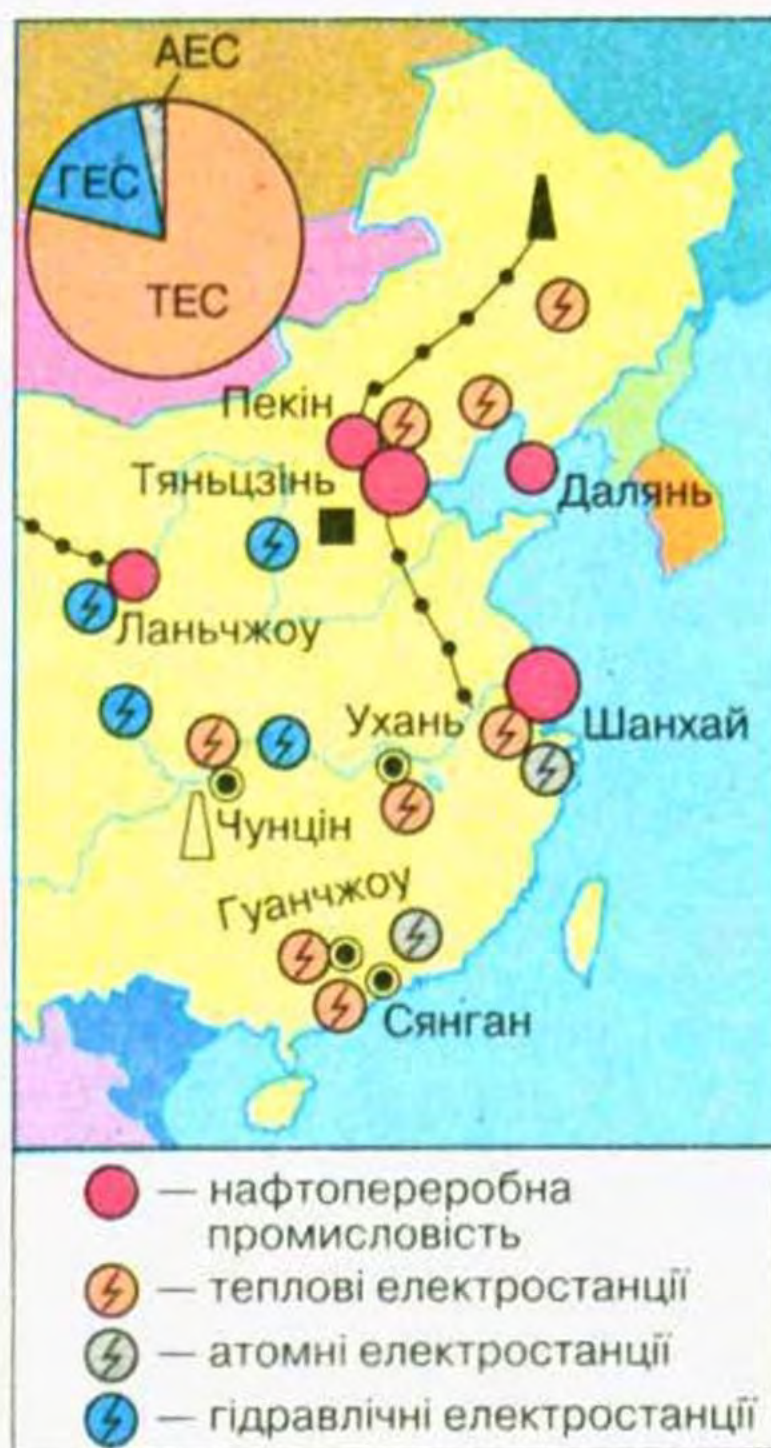 АЕС
ГЕС
ТЕС
Пекін
Тяньцзінь
Далянь
Ланьчжоу
Ухань
Шанхай
Чунцін
Гуанчжоу
Сянган
— нафтопереробна
промисловість
— теплові електростанції
— атомні електростанції
— гідравлічні електростанції